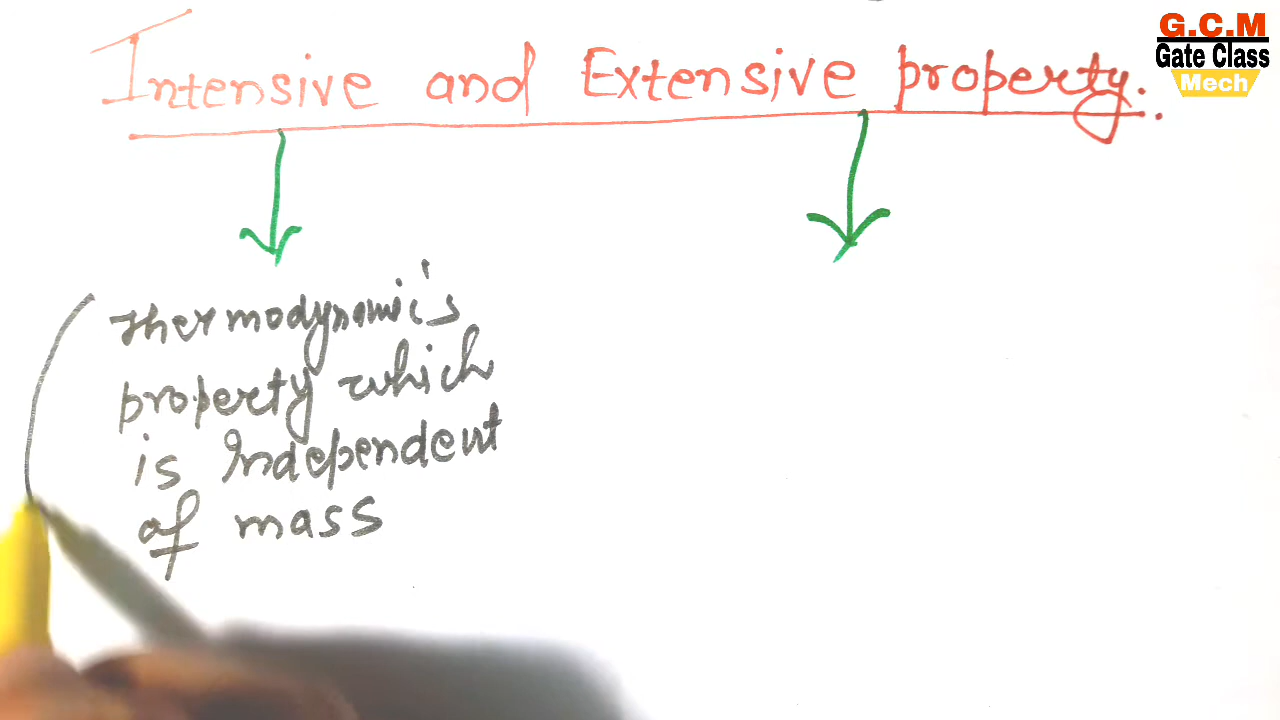 Intensive and Extensive property.
G.C.M
Gate Class
Mech
thermodynamic's
property which
is independent
of mass